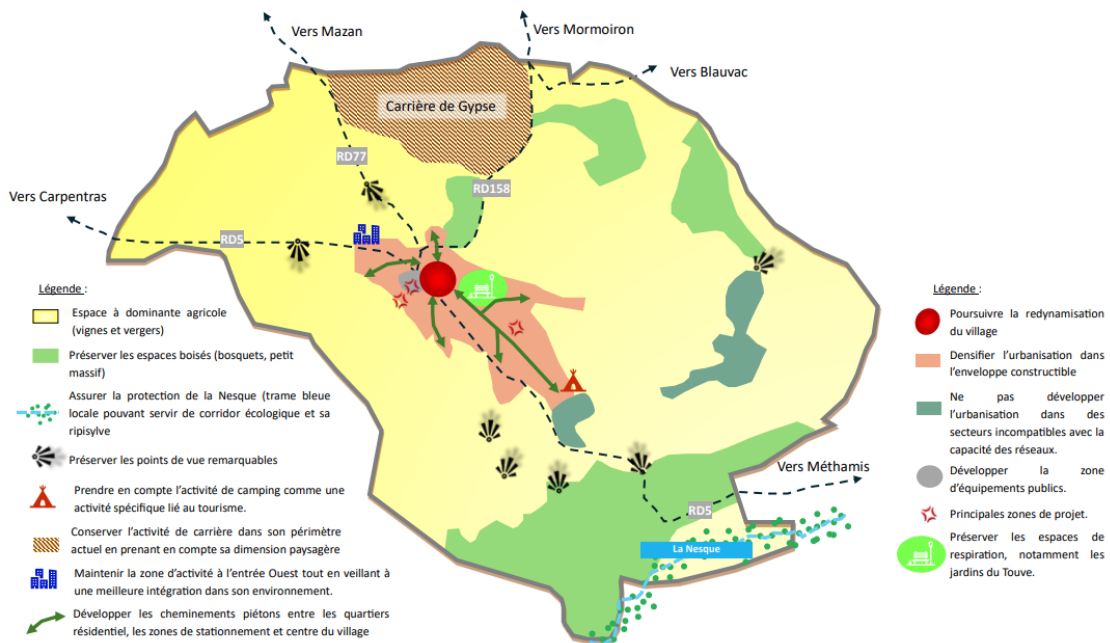 Vers Mazan
Vers Mormoiron
Vers Blauvac
Carrière de Gypse
RD77
RD158
Vers Carpentras
RD5
Légende :
Espace à dominante agricole
(vignes et vergers)
Préserver les espaces boisés (bosquets, petit
massif)
Assurer la protection de la Nesque (trame bleue
locale pouvant servir de corridor écologique et sa
ripisylve
Préserver les points de vue remarquables
Prendre en compte l'activité de camping comme une
activité spécifique lié au tourisme.
Conserver l'activité de carrière dans son périmètre
actuel en prenant en compte sa dimension paysagère
Maintenir la zone d'activité à l'entrée Ouest tout en veillant à
une meilleure intégration dans son environnement.
Développer les cheminements piétons entre les quartiers
résidentiel, les zones de stationnement et centre du village
Vers Méthamis
RD5
La Nesque
Légende :
Poursuivre la redynamisation
du village
Densifier l'urbanisation dans
l'enveloppe constructible
Ne pas développer
l'urbanisation dans des
secteurs incompatibles avec la
capacité des réseaux.
Développer la zone
d'équipements publics.
Principales zones de projet.
Préserver les espaces de
respiration, notamment les
jardins du Touve.